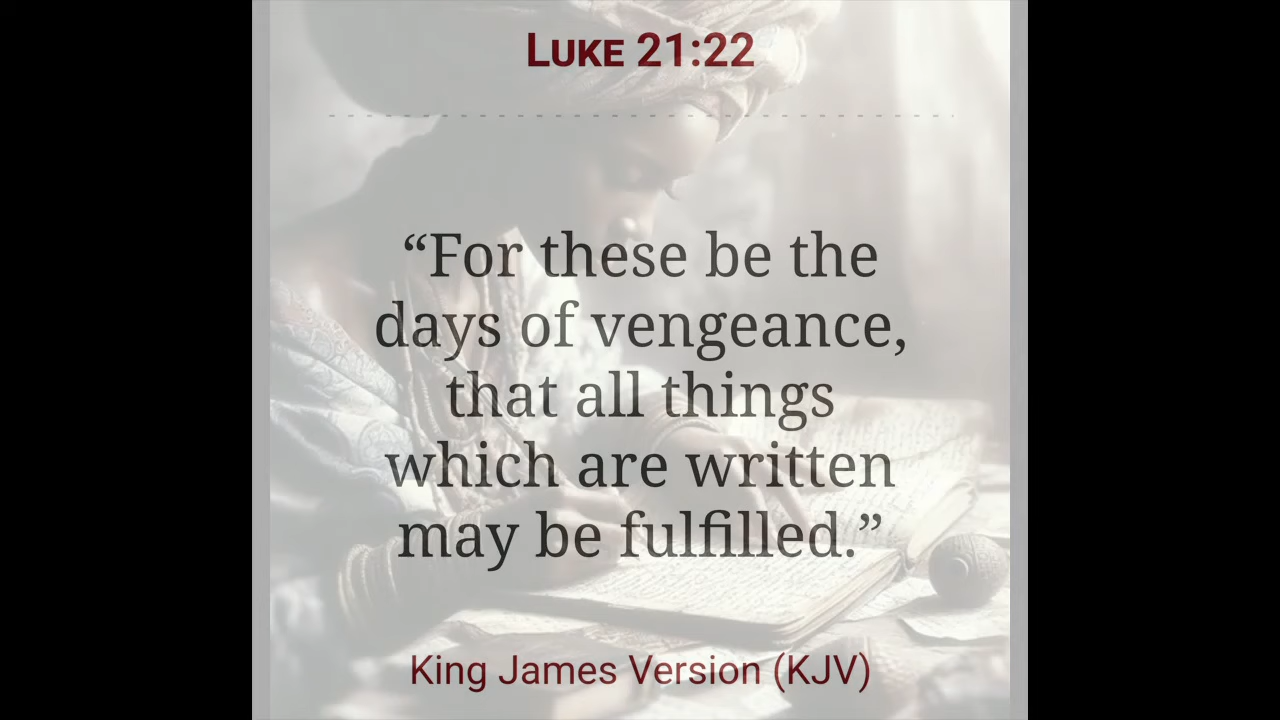 LUKE 21:22
“For these be the
days of vengeance,
that all things
which are written
may be fulfilled.”
King James Version (KJV)